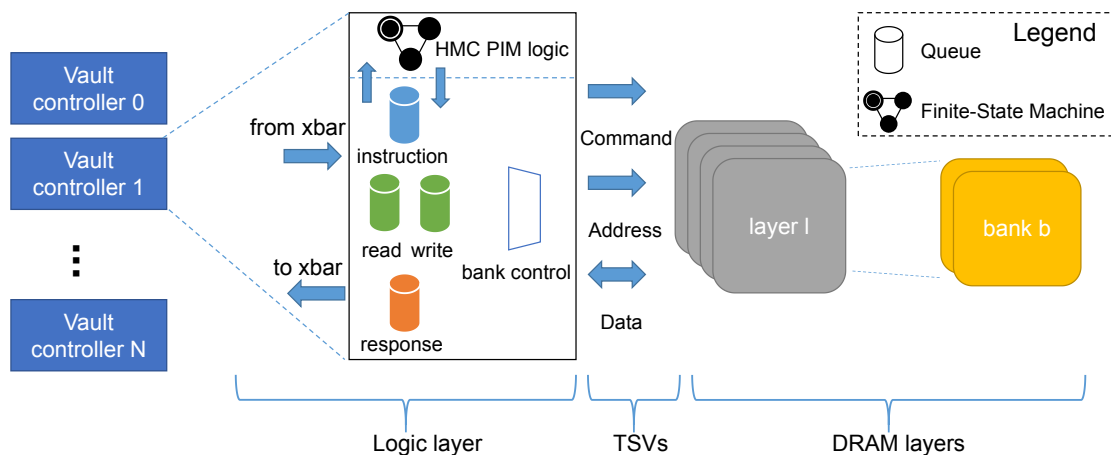 Vault
controller 0
Vault
controller 1
⋮
Vault
controller N
from xbar
to xbar
HMC PIM logic
instruction
read write
bank control
response
Command
Address
Data
layer l
bank b
Legend
Queue
Finite-State Machine
Logic layer
TSVs
DRAM layers